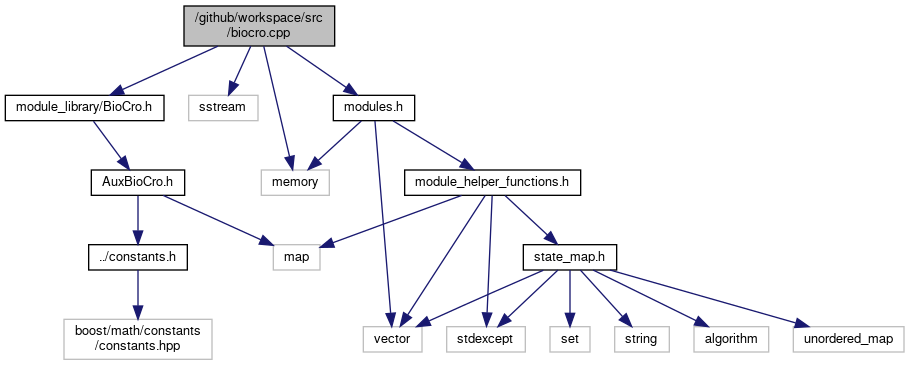 /github/workspace/src
/biocro.cpp
module_library/BioCro.h
sstream
modules.h
AuxBioCro.h
memory
module_helper_functions.h
../constants.h
map
state_map.h
boost/math/constants
/constants.hpp
vector
stdexcept
set
string
algorithm
unordered_map